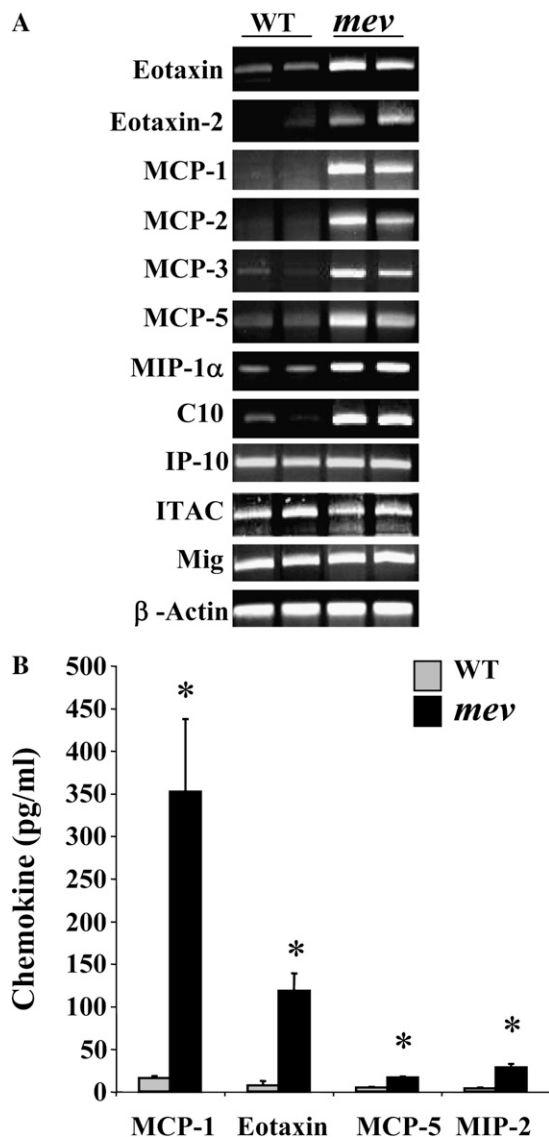 A
WT mev
Eotaxin
Eotaxin-2
MCP-1
MCP-2
MCP-3
MCP-5
MIP-1α
C10
IP-10
ITAC
Mig
β -Actin
B
WT
mev
Chemokine (pg/ml)
500
450
400
350
300
250
200
150
100
50
0
* * * *
MCP-1 Eotaxin MCP-5 MIP-2